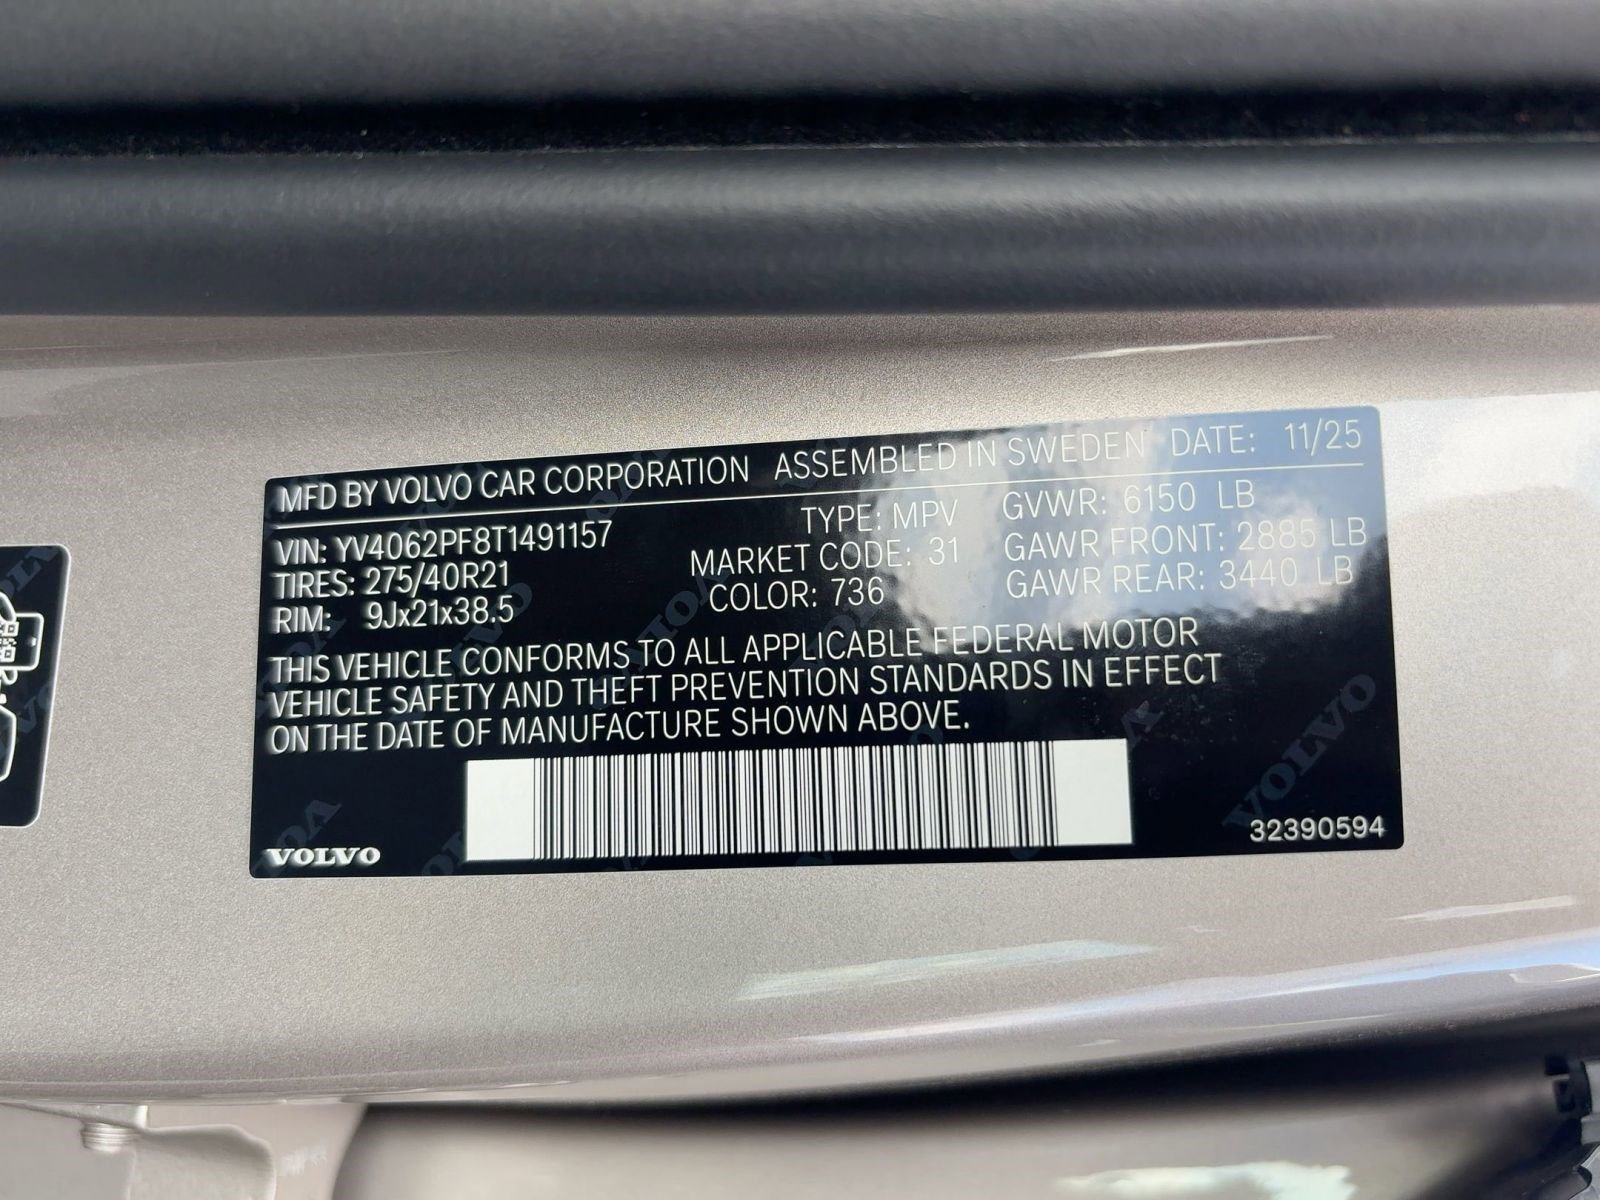 MFD BY VOLVO CAR CORPORATION ASSEMBLED IN SWEDEN DATE: 11/25
VIN: YV4062PF8T1491157 TYPE: MPV GVWR: 6150 LB
TIRES: 275/40R21 MARKET CODE: 31 GAWR FRONT: 2885 LB
RIM: 9Jx21x38.5 COLOR: 736 GAWR REAR: 3440 LB
THIS VEHICLE CONFORMS TO ALL APPLICABLE FEDERAL MOTOR
VEHICLE SAFETY AND THEFT PREVENTION STANDARDS IN EFFECT
ON THE DATE OF MANUFACTURE SHOWN ABOVE.
VOLVO 32390594
VOLVO